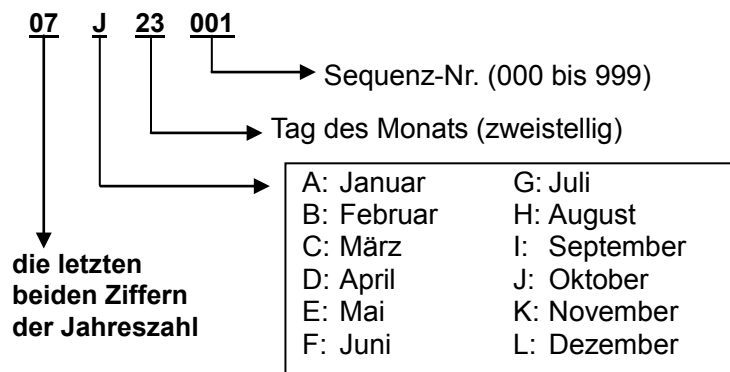 07 J 23 001
Sequenz-Nr. (000 bis 999)
Tag des Monats (zweistellig)
A: Januar G: Juli
B: Februar H: August
C: März I: September
D: April J: Oktober
E: Mai K: November
F: Juni L: Dezember
die letzten
beiden Ziffern
der Jahreszahl